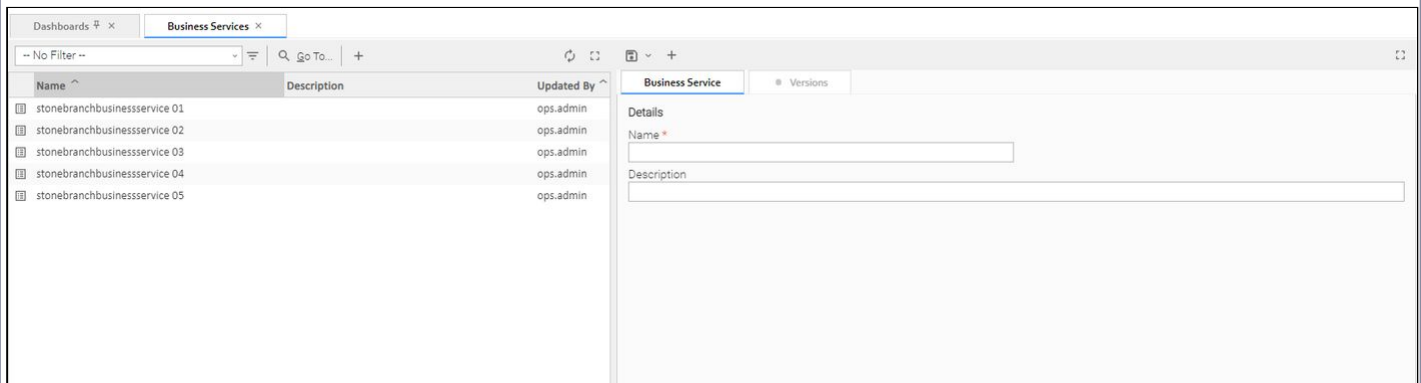 Dashboards
Business Services
-- No Filter --
Go To...
Name Description Updated By
stonebranchbusinessservice 01 ops.admin
stonebranchbusinessservice 02 ops.admin
stonebranchbusinessservice 03 ops.admin
stonebranchbusinessservice 04 ops.admin
stonebranchbusinessservice 05 ops.admin
Business Service
Versions
Details
Name *
Description